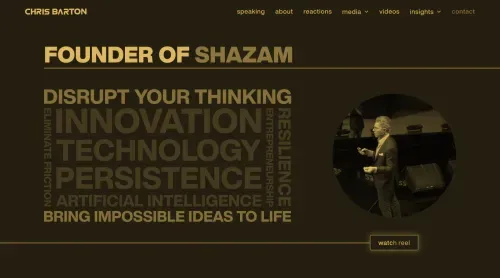 CHRIS BARTON
speaking about reactions media videos insights contact
FOUNDER OF SHAZAM
DISRUPT YOUR THINKING
ELIMINATE FRICTION
INNOVATION
TECHNOLOGY
PERSISTENCE
ENTREPRENEURSHIP
RESILIENCE
ARTIFICIAL INTELLIGENCE
BRING IMPOSSIBLE IDEAS TO LIFE
watch reel